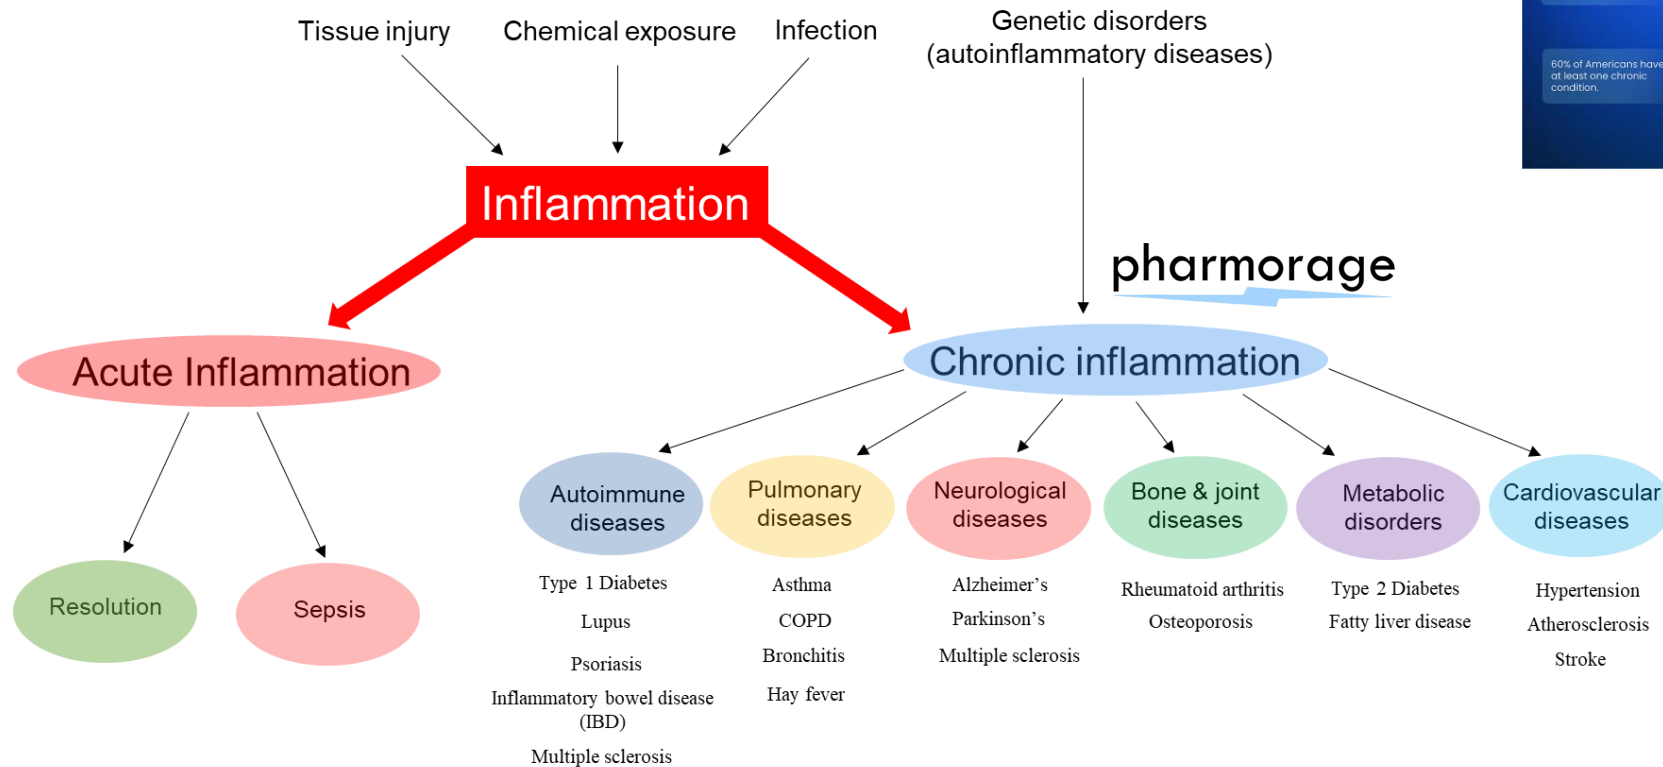 Tissue injury
Chemical exposure
Infection
Genetic disorders
(autoinflammatory diseases)
60% of Americans have
at least one chronic
condition.
Inflammation
pharmorage
Acute Inflammation
Chronic inflammation
Resolution
Sepsis
Autoimmune
diseases
Type 1 Diabetes
Lupus
Psoriasis
Inflammatory bowel disease
(IBD)
Multiple sclerosis
Pulmonary
diseases
Asthma
COPD
Bronchitis
Hay fever
Neurological
diseases
Alzheimer’s
Parkinson’s
Multiple sclerosis
Bone & joint
diseases
Rheumatoid arthritis
Osteoporosis
Metabolic
disorders
Type 2 Diabetes
Fatty liver disease
Cardiovascular
diseases
Hypertension
Atherosclerosis
Stroke